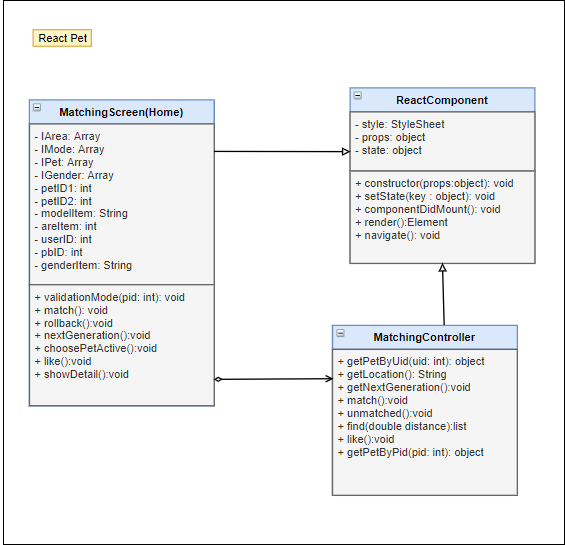 React Pet
MatchingScreen(Home)
- IArea: Array
- IMode: Array
- IPet: Array
- IGender: Array
- petID1: int
- petID2: int
- modelItem: String
- areItem: int
- userID: int
- pbID: int
- genderItem: String
+ validationMode(pid: int): void
+ match(): void
+ rollback():void
+ nextGeneration():void
+ choosePetActive():void
+ like():void
+ showDetail():void
ReactComponent
- style: StyleSheet
- props: object
- state: object
+ constructor(props:object): void
+ setState(key : object): void
+ componentDidMount(): void
+ render():Element
+ navigate(): void
MatchingController
+ getPetByUid(uid: int): object
+ getLocation(): String
+ getNextGeneration():void
+ match():void
+ unmatched():void
+ find(double distance):list
+ like():void
+ getPetByPid(pid: int): object